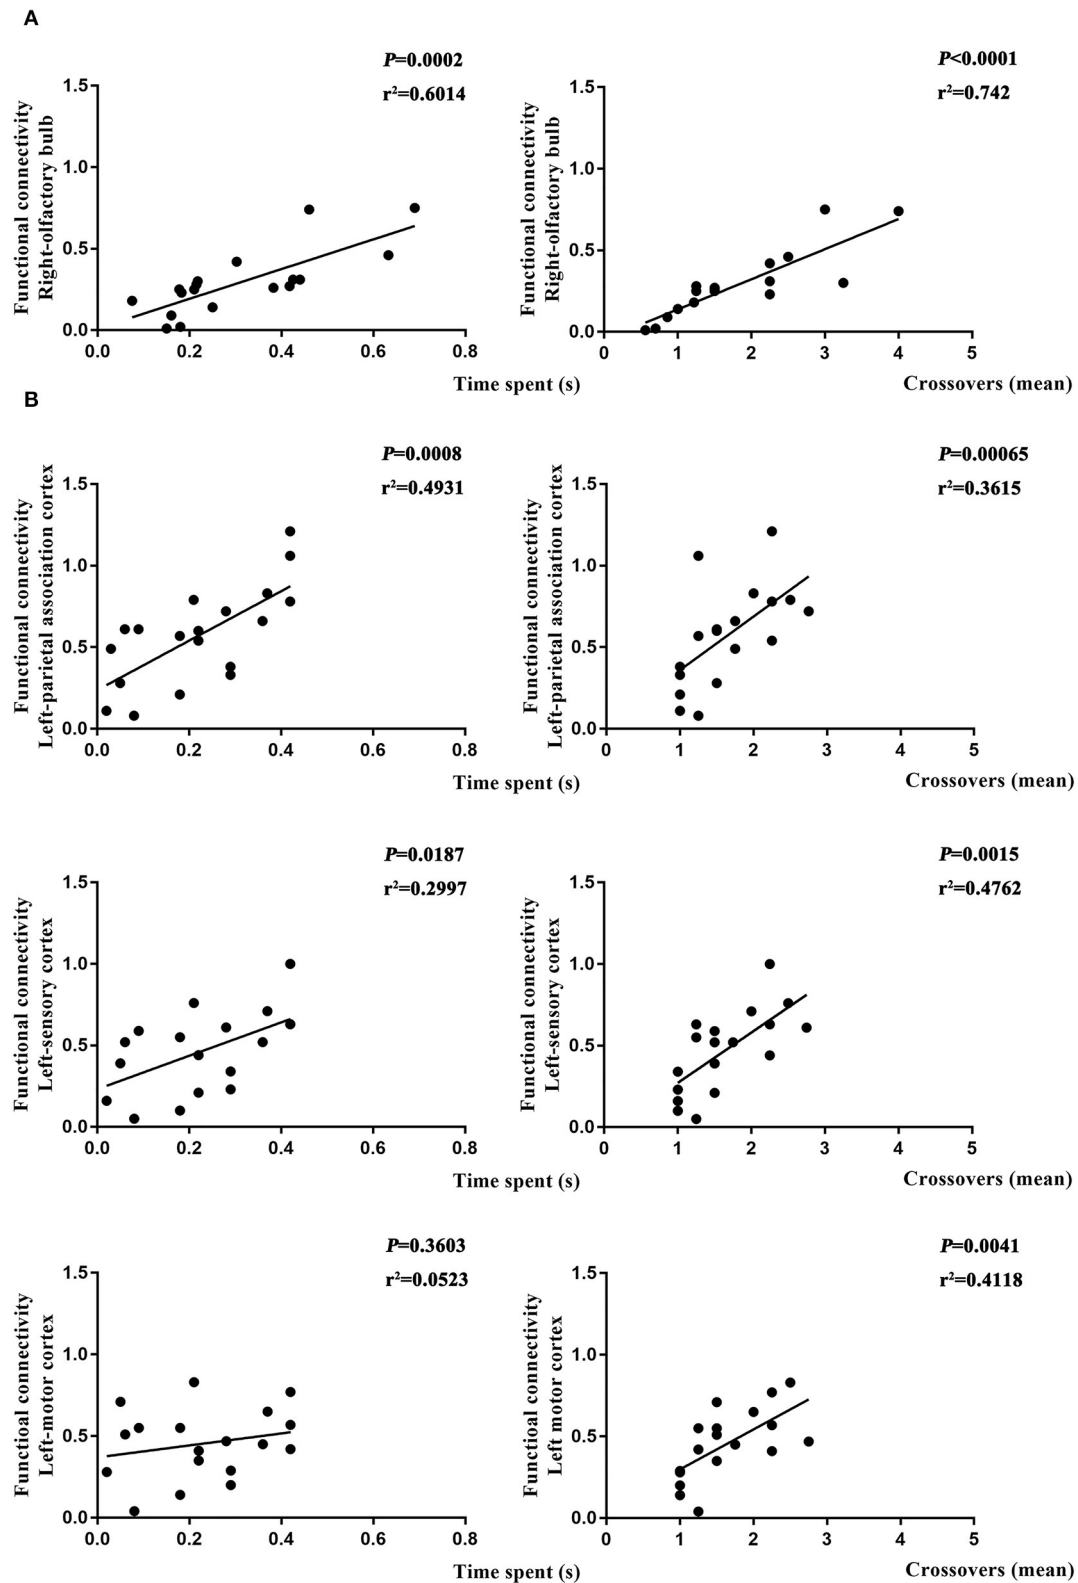 A
P=0.0002
r²=0.6014
Functional connectivity
Right-olfactory bulb
1.5
1.0
0.5
0.0
0.0 0.2 0.4 0.6 0.8
Time spent (s)
P<0.0001
r²=0.742
Functional connectivity
Right-olfactory bulb
1.5
1.0
0.5
0.0
0 1 2 3 4 5
Crossovers (mean)
B
P=0.0008
r²=0.4931
Functional connectivity
Left-parietal association cortex
1.5
1.0
0.5
0.0
0.0 0.2 0.4 0.6 0.8
Time spent (s)
P=0.00065
r²=0.3615
Functional connectivity
Left-parietal association cortex
1.5
1.0
0.5
0.0
0 1 2 3 4 5
Crossovers (mean)
P=0.0187
r²=0.2997
Functional connectivity
Left-sensory cortex
1.5
1.0
0.5
0.0
0.0 0.2 0.4 0.6 0.8
Time spent (s)
P=0.0015
r²=0.4762
Functional connectivity
Left-sensory cortex
1.5
1.0
0.5
0.0
0 1 2 3 4 5
Crossovers (mean)
P=0.3603
r²=0.0523
Functioal connectivity
Left-motor cortex
1.5
1.0
0.5
0.0
0.0 0.2 0.4 0.6 0.8
Time spent (s)
P=0.0041
r²=0.4118
Functioal connectivity
Left motor cortex
1.5
1.0
0.5
0.0
0 1 2 3 4 5
Crossovers (mean)